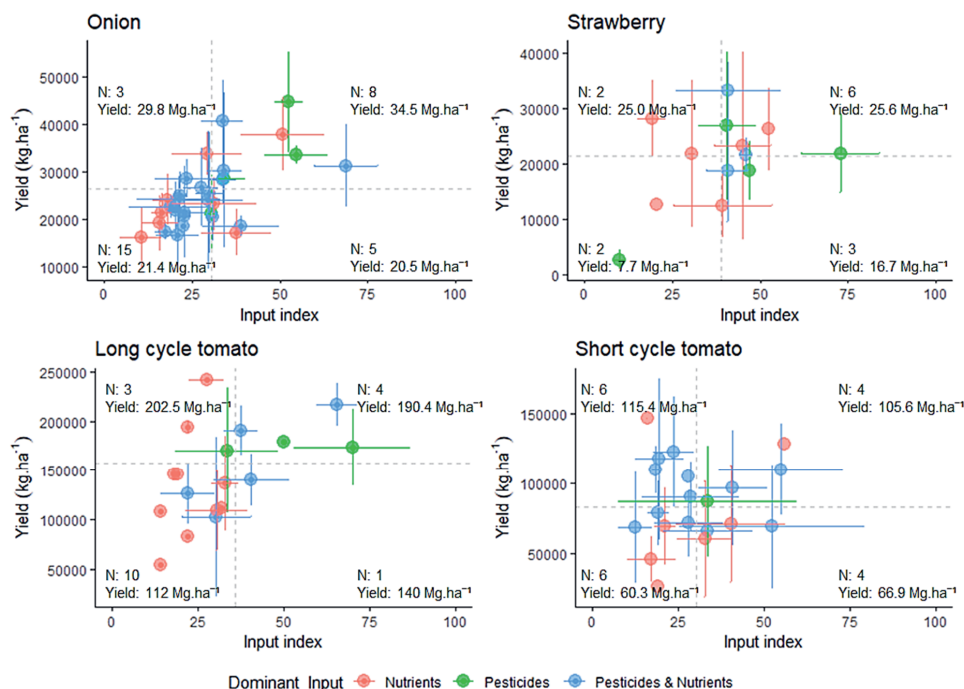 Onion
Yield (kg.ha⁻¹)
50000
40000
30000
20000
10000
N: 3
Yield: 29.8 Mg.ha⁻¹
N: 8
Yield: 34.5 Mg.ha⁻¹
N: 15
Yield: 21.4 Mg.ha⁻¹
N: 5
Yield: 20.5 Mg.ha⁻¹
0 25 50 75 100
Input index
Strawberry
Yield (kg.ha⁻¹)
40000
30000
20000
10000
0
N: 2
Yield: 25.0 Mg.ha⁻¹
N: 6
Yield: 25.6 Mg.ha⁻¹
N: 2
Yield: 7.7 Mg.ha⁻¹
N: 3
Yield: 16.7 Mg.ha⁻¹
0 25 50 75 100
Input index
Long cycle tomato
Yield (kg.ha⁻¹)
250000
200000
150000
100000
50000
N: 3
Yield: 202.5 Mg.ha⁻¹
N: 4
Yield: 190.4 Mg.ha⁻¹
N: 10
Yield: 112 Mg.ha⁻¹
N: 1
Yield: 140 Mg.ha⁻¹
0 25 50 75 100
Input index
Short cycle tomato
Yield (kg.ha⁻¹)
150000
100000
50000
N: 6
Yield: 115.4 Mg.ha⁻¹
N: 4
Yield: 105.6 Mg.ha⁻¹
N: 6
Yield: 60.3 Mg.ha⁻¹
N: 4
Yield: 66.9 Mg.ha⁻¹
0 25 50 75 100
Input index
Dominant Input Nutrients Pesticides Pesticides & Nutrients